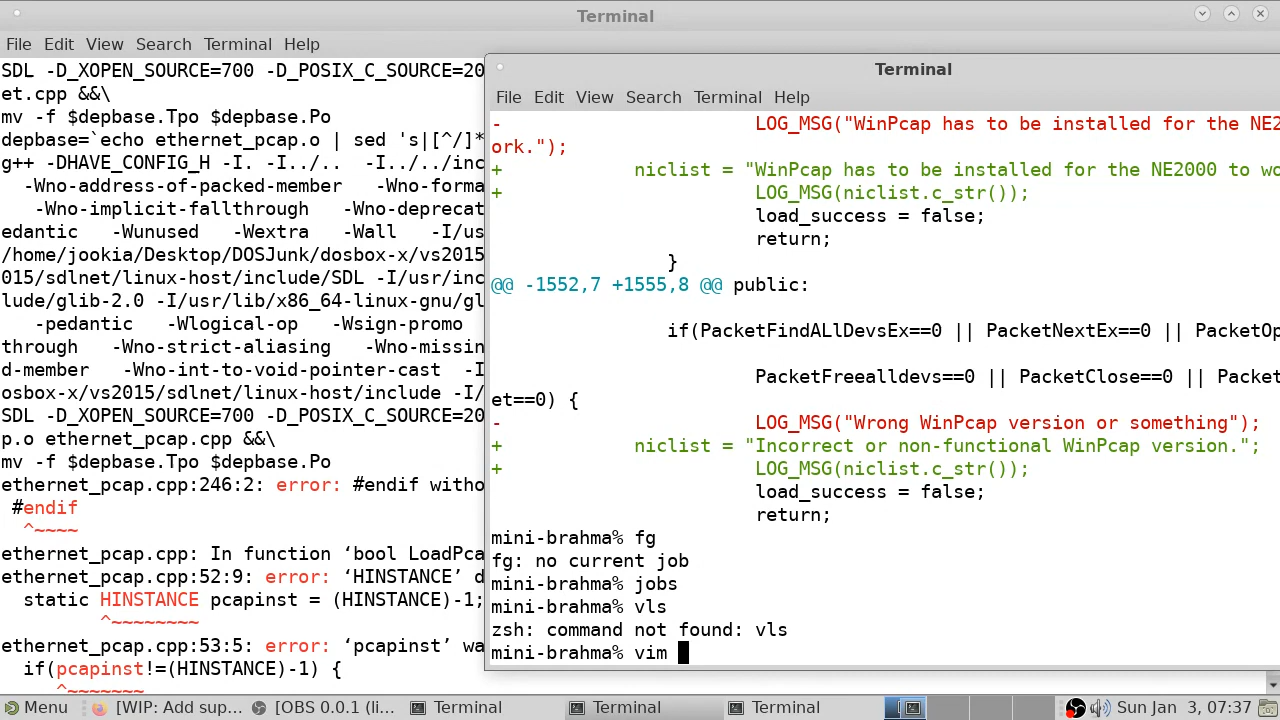 Terminal
File Edit View Search Terminal Help
SDL -D_XOPEN_SOURCE=700 -D_POSIX_C_SOURCE=20
et.cpp &&\
mv -f $depbase.Tpo $depbase.Po
depbase=`echo ethernet_pcap.o | sed 's|[^/]*
g++ -DHAVE_CONFIG_H -I. -I../.. -I../../inc
-Wno-address-of-packed-member -Wno-forma
-Wno-implicit-fallthrough -Wno-deprecat
edantic -Wunused -Wextra -Wall -I/us
/home/jookia/Desktop/DOSJunk/dosbox-x/vs2015
015/sdlnet/linux-host/include/SDL -I/usr/inc
lude/glib-2.0 -I/usr/lib/x86_64-linux-gnu/gl
-pedantic -Wlogical-op -Wsign-promo
through -Wno-strict-aliasing -Wno-missin
d-member -Wno-int-to-void-pointer-cast -I
osbox-x/vs2015/sdlnet/linux-host/include -I/
SDL -D_XOPEN_SOURCE=700 -D_POSIX_C_SOURCE=20
p.o ethernet_pcap.cpp &&\
mv -f $depbase.Tpo $depbase.Po
ethernet_pcap.cpp:246:2: error: #endif witho
#endif
^~~~~
ethernet_pcap.cpp: In function ‘bool LoadPca
ethernet_pcap.cpp:52:9: error: ‘HINSTANCE’ d
static HINSTANCE pcapinst = (HINSTANCE)-1;
^~~~~~~~~
ethernet_pcap.cpp:53:5: error: ‘pcapinst’ wa
if(pcapinst!=(HINSTANCE)-1) {
^~~~~~~~
Terminal
File Edit View Search Terminal Help
- LOG_MSG("WinPcap has to be installed for the NE2
ork.");
+ niclist = "WinPcap has to be installed for the NE2000 to wo
+ LOG_MSG(niclist.c_str());
load_success = false;
return;
}
@@ -1552,7 +1555,8 @@ public:
if(PacketFindALlDevsEx==0 || PacketNextEx==0 || PacketOp
PacketFreealldevs==0 || PacketClose==0 || Packet
et==0) {
- LOG_MSG("Wrong WinPcap version or something");
+ niclist = "Incorrect or non-functional WinPcap version.";
+ LOG_MSG(niclist.c_str());
load_success = false;
return;
mini-brahma% fg
fg: no current job
mini-brahma% jobs
mini-brahma% vls
zsh: command not found: vls
mini-brahma% vim
Menu [WIP: Add sup... [OBS 0.0.1 (li... Terminal Terminal Terminal Sun Jan 3, 07:37